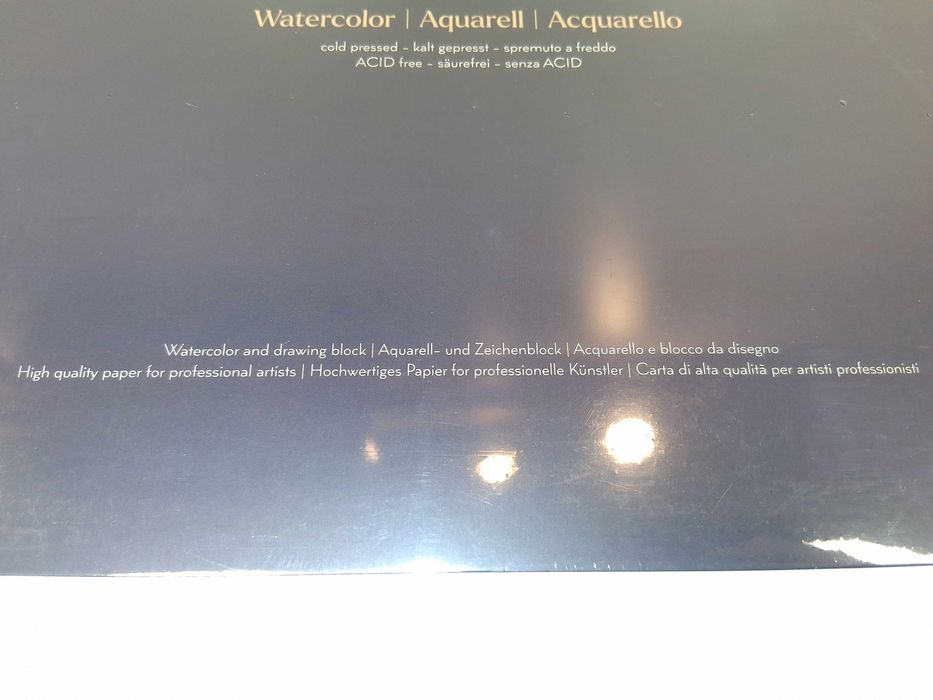 Watercolor | Aquarell | Acquarello
cold pressed – kalt gepresst – spremuto a freddo
ACID free – säurefrei – senza ACID
Watercolor and drawing block | Aquarell– und Zeichenblock | Acquarello e blocco da disegno
High quality paper for professional artists | Hochwertiges Papier for professionelle Künstler | Carta di alta qualità per artisti professionisti